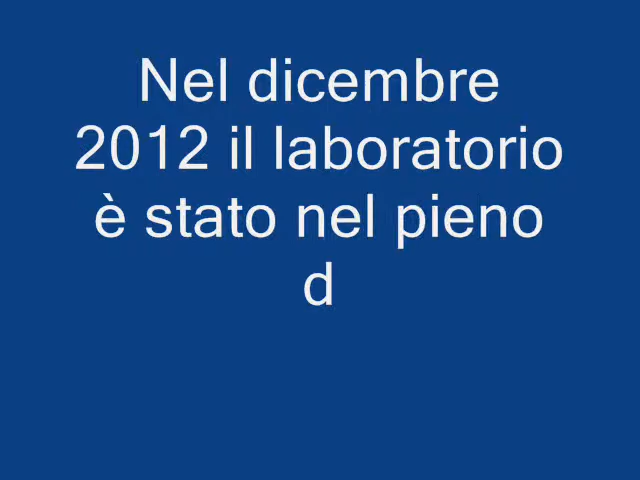 Nel dicembre
2012 il laboratorio
è stato nel pieno
d